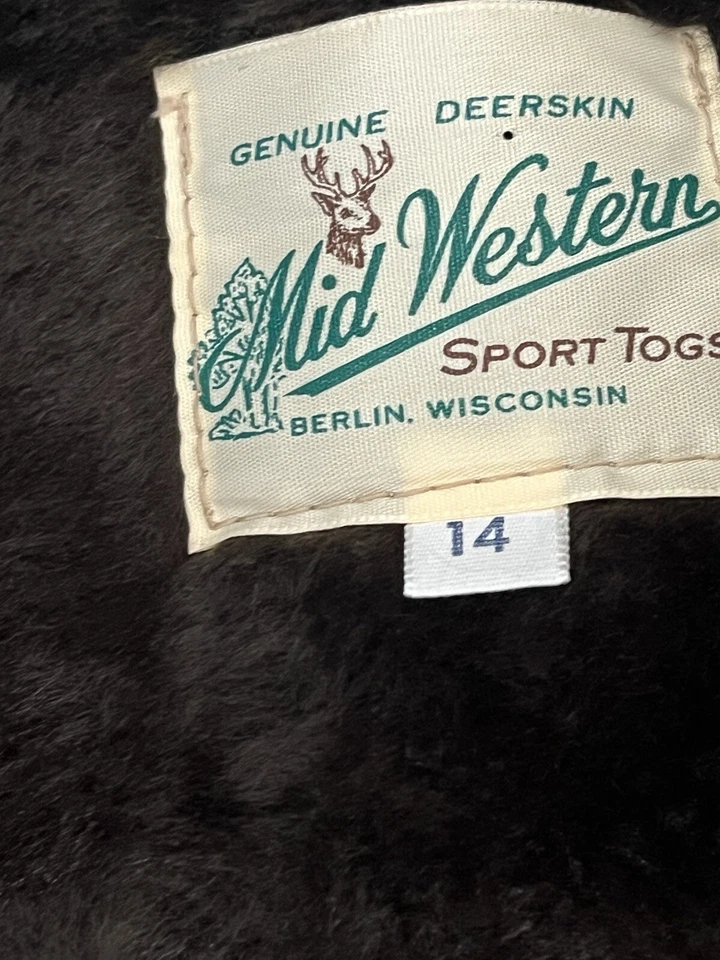 GENUINE DEERSKIN
Mid Western
SPORT TOGS
BERLIN, WISCONSIN
14